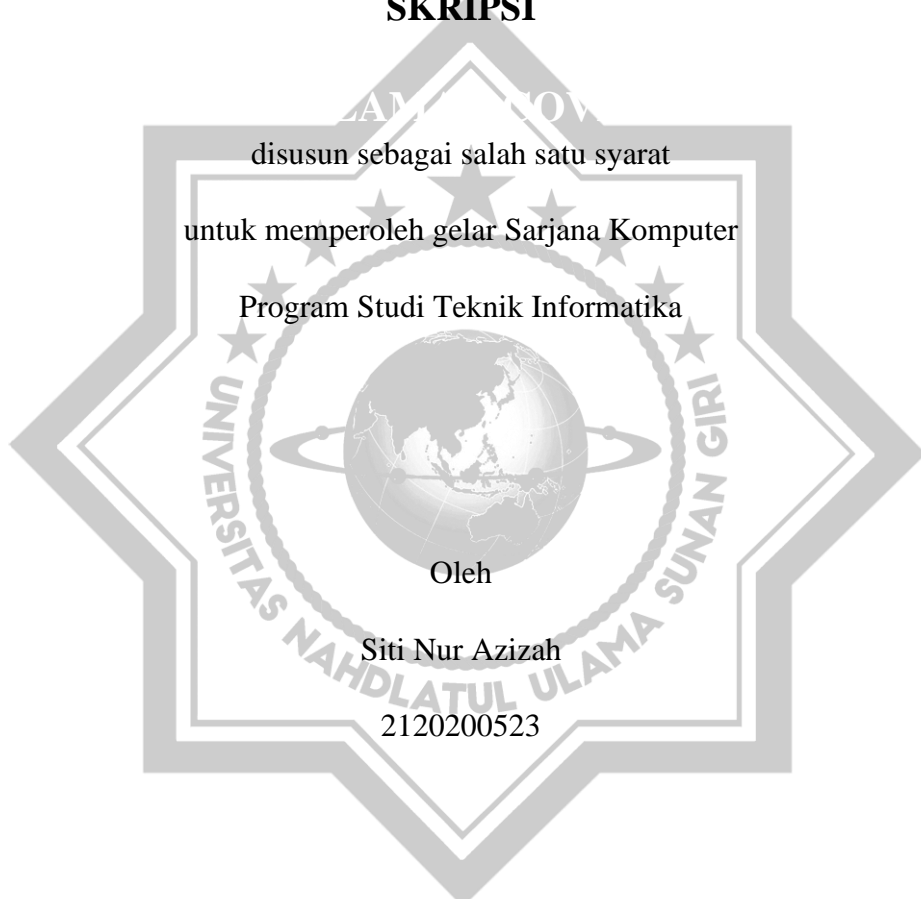 SKRIPSI
disusun sebagai salah satu syarat
untuk memperoleh gelar Sarjana Komputer
Program Studi Teknik Informatika
UNIVERSITAS NAHDLATUL ULAMA SUNAN GIRI
Oleh
Siti Nur Azizah
2120200523